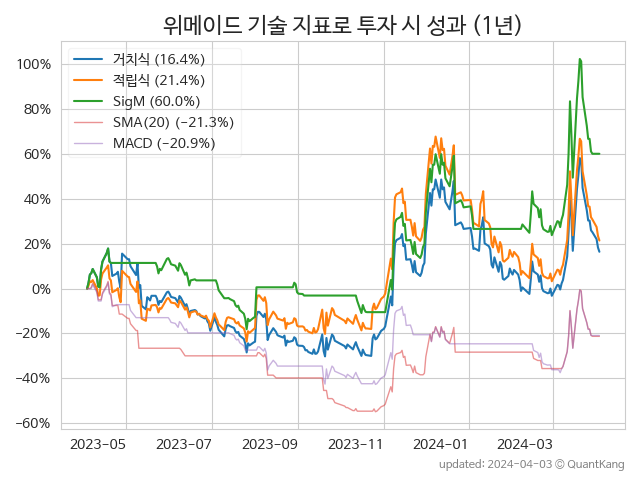 위메이드 기술 지표로 투자 시 성과 (1년)
거치식 (16.4%)
적립식 (21.4%)
SigM (60.0%)
SMA(20) (−21.3%)
MACD (−20.9%)
100%
80%
60%
40%
20%
0%
−20%
−40%
−60%
2023-05 2023-07 2023-09 2023-11 2024-01 2024-03
updated: 2024-04-03 © QuantKang